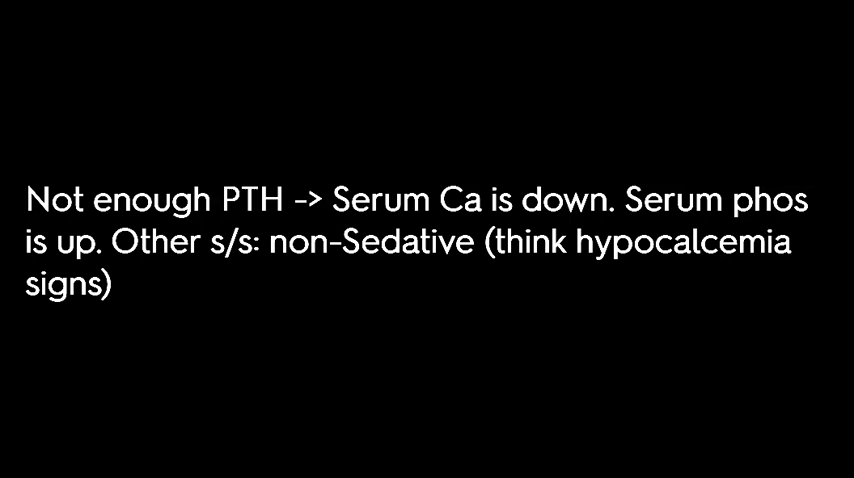 Not enough PTH -> Serum Ca is down. Serum phos
is up. Other s/s: non-Sedative (think hypocalcemia
signs)